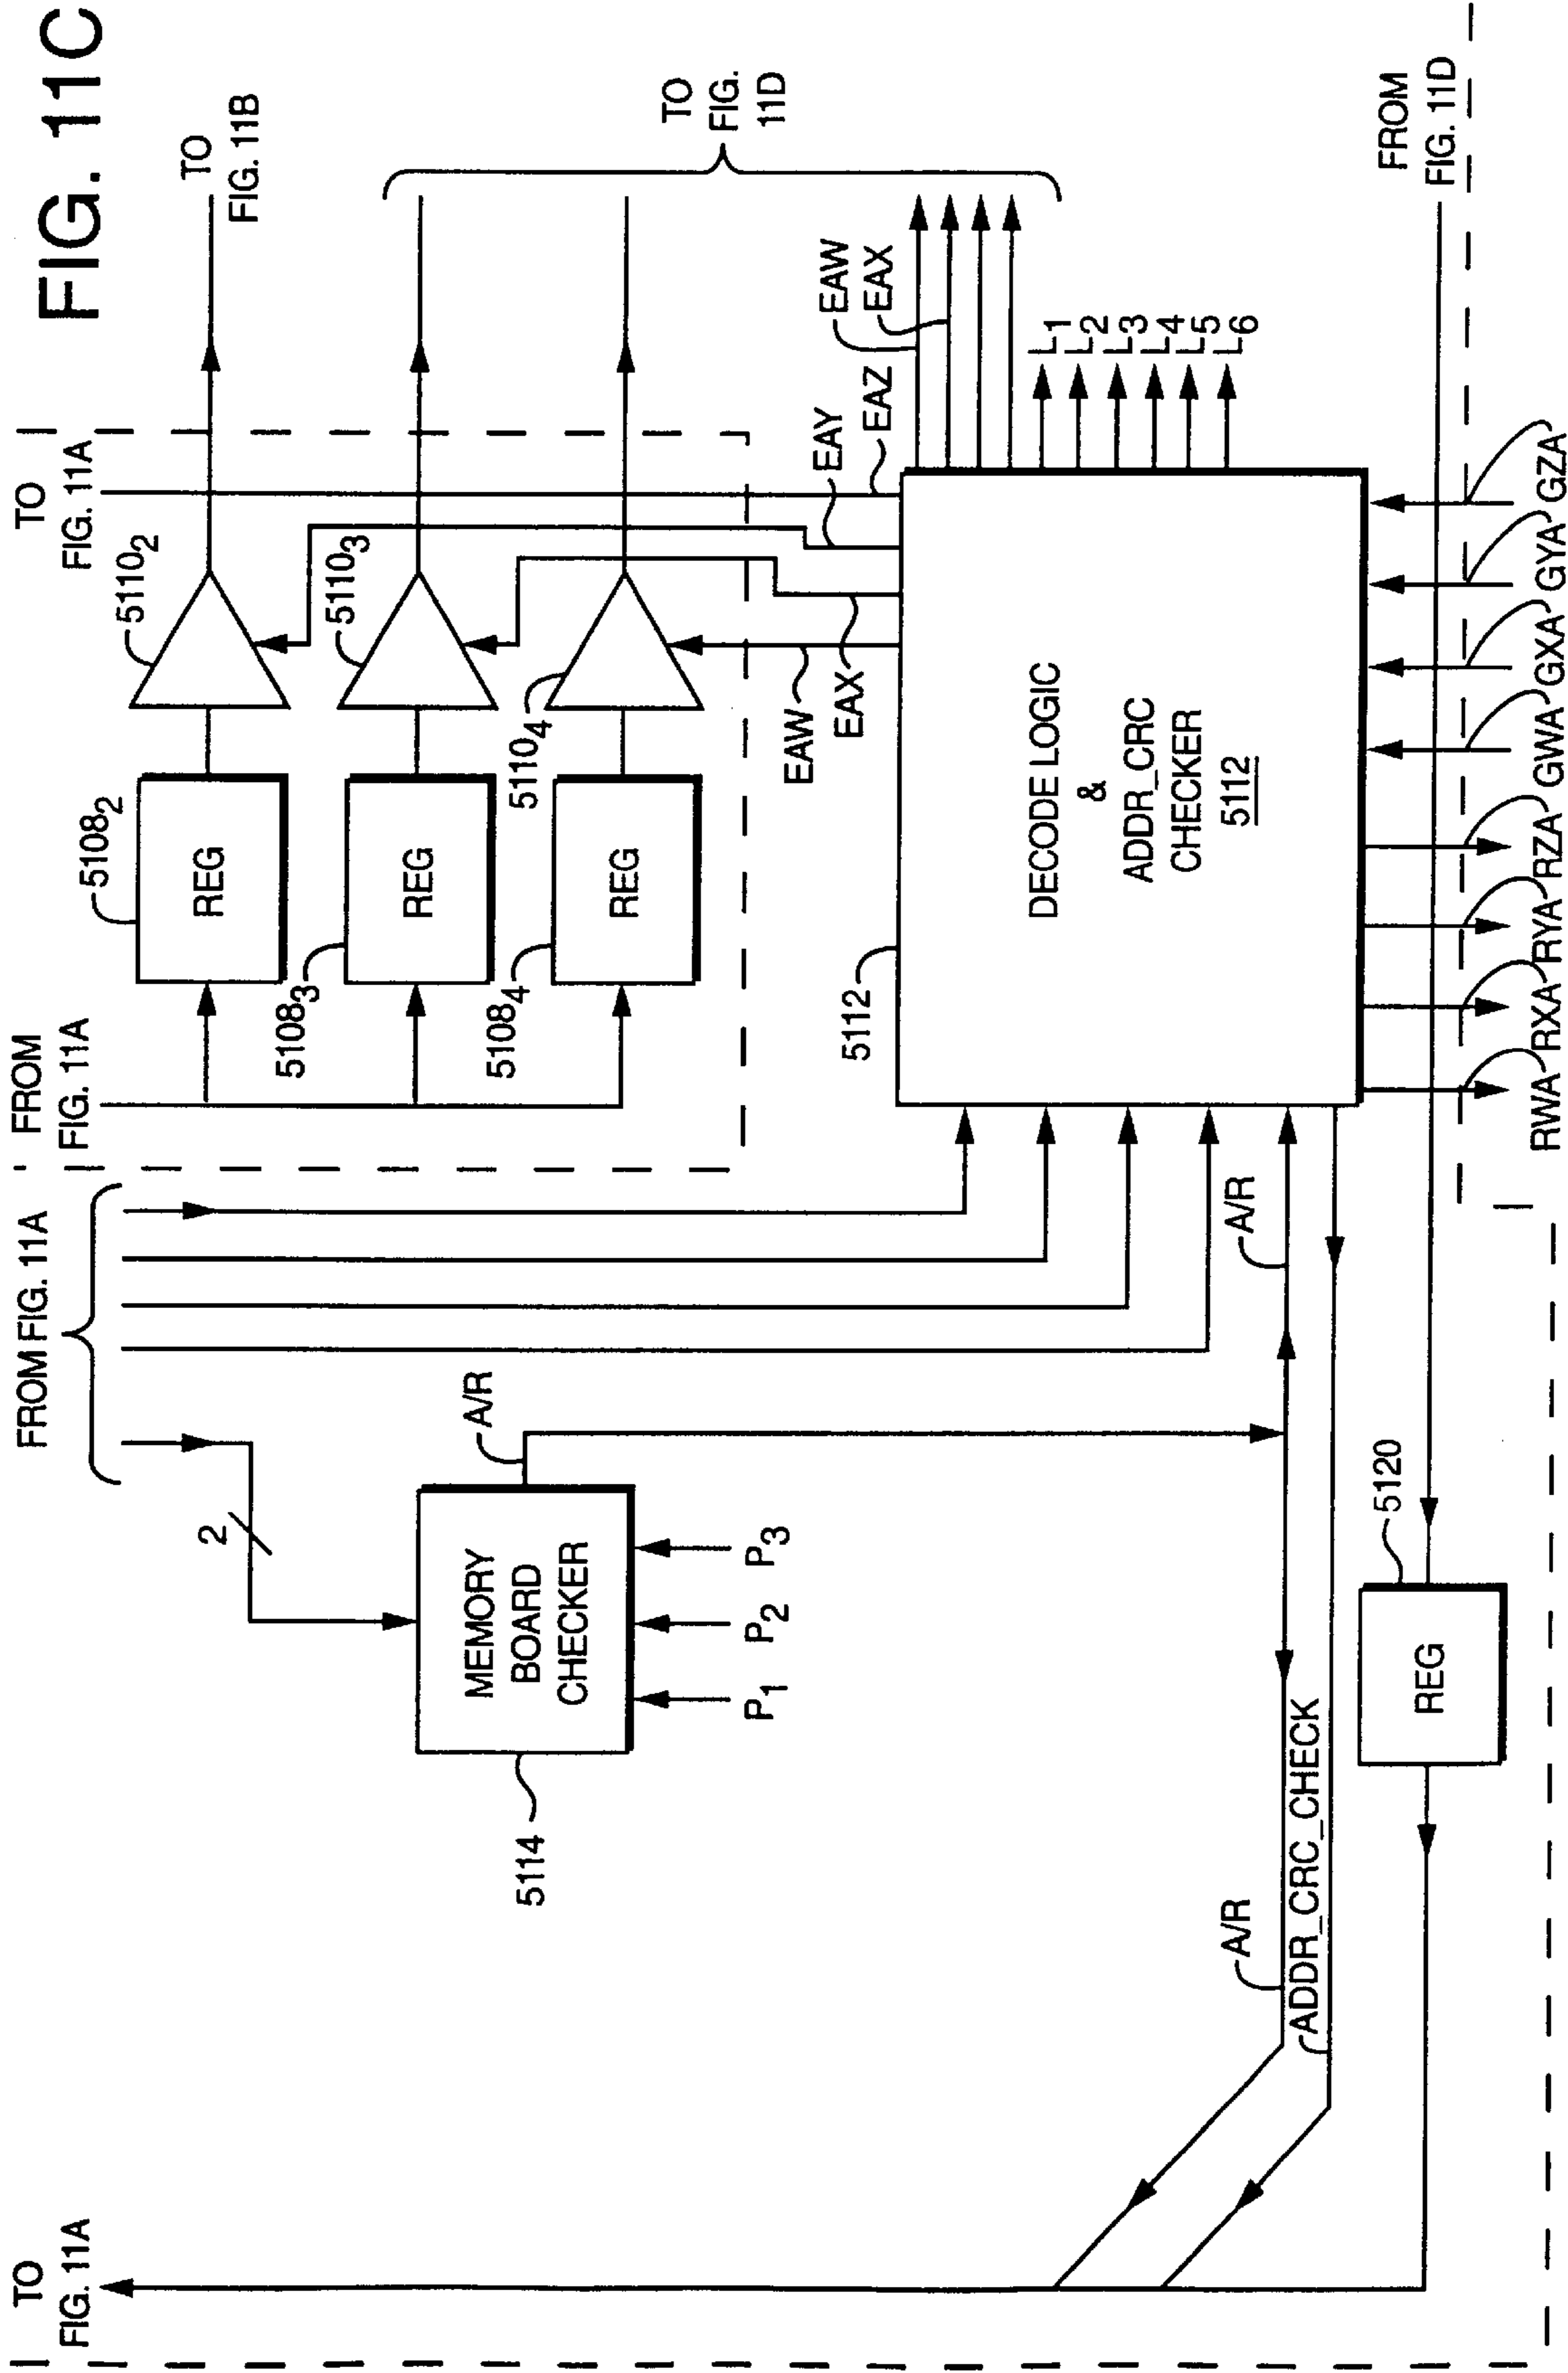 FIG. 11C
TO
FIG. 11A
FROM FIG. 11A
FROM
FIG. 11A
TO
FIG. 11A
TO
FIG. 11B
2
5108₂
REG
5110₂
5108₃
REG
5110₃
5108₄
REG
5110₄
TO
FIG.
11D
A/R
MEMORY
BOARD
CHECKER
5114
P₁
P₂
P₃
EAW
EAX
EAY
EAZ
EAW
EAX
5112
DECODE LOGIC
&
ADDR_CRC
CHECKER
5112
L₁
L₂
L₃
L₄
L₅
L₆
A/R
A/R
ADDR_CRC_CHECK
5120
REG
FROM
FIG. 11D
RWA
RXA
RYA
RZA
GWA
GXA
GYA
GZA